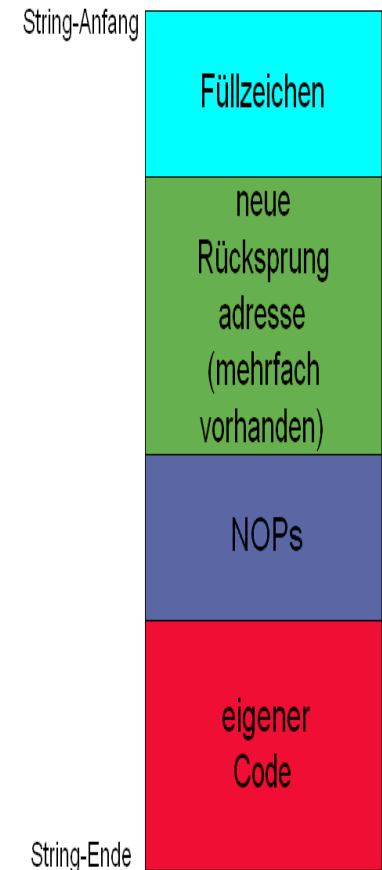 String-Anfang
Füllzeichen
neue
Rücksprung
adresse
(mehrfach
vorhanden)
NOPs
eigener
Code
String-Ende